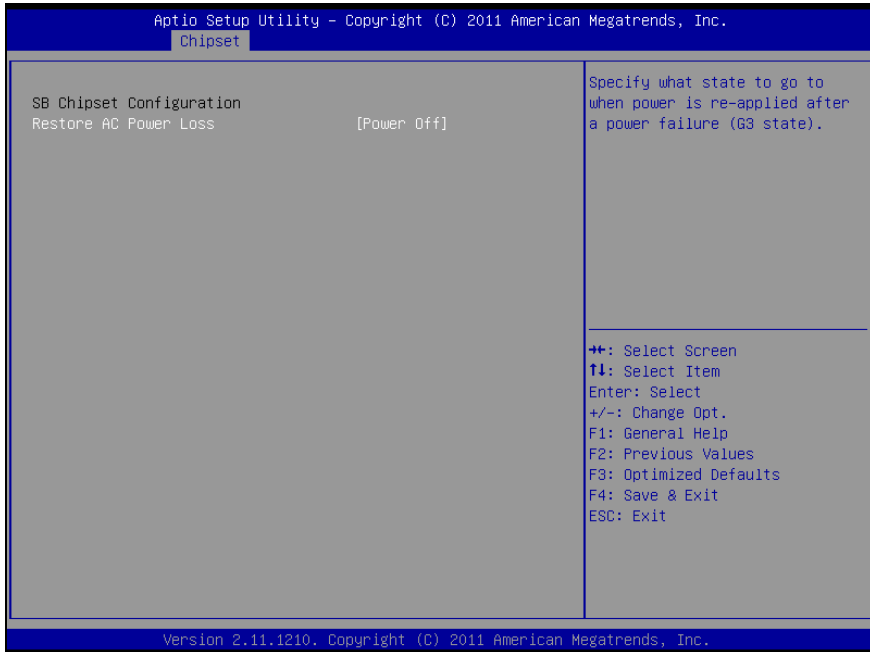 Aptio Setup Utility – Copyright (C) 2011 American Megatrends, Inc.
Chipset
SB Chipset Configuration
Restore AC Power Loss [Power Off]
Specify what state to go to
when power is re-applied after
a power failure (G3 state).
→←: Select Screen
↑↓: Select Item
Enter: Select
+/-: Change Opt.
F1: General Help
F2: Previous Values
F3: Optimized Defaults
F4: Save & Exit
ESC: Exit
Version 2.11.1210. Copyright (C) 2011 American Megatrends, Inc.